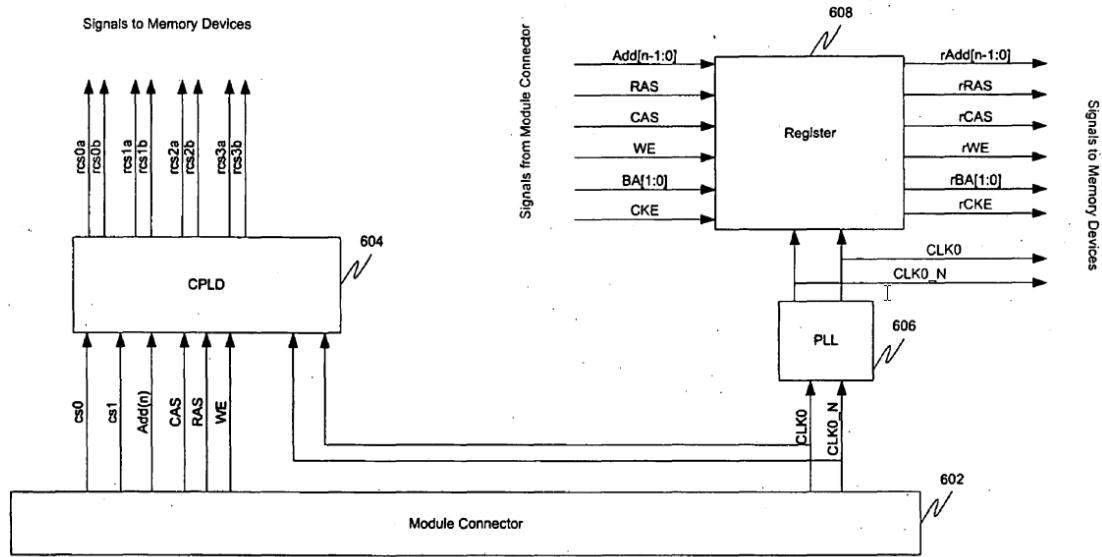 Signals to Memory Devices
608
Signals from Module Connector
Add[n-1:0]
RAS
CAS
WE
BA[1:0]
CKE
Register
rAdd[n-1:0]
rRAS
rCAS
rWE
rBA[1:0]
rCKE
Signals to Memory Devices
rcs0a
rcs0b
rcs1a
rcs1b
rcs2a
rcs2b
rcs3a
rcs3b
604
CPLD
CLK0
CLK0_N
PLL
606
cs0
cs1
Add(n)
CAS
RAS
WE
CLK0
CLK0_N
602
Module Connector